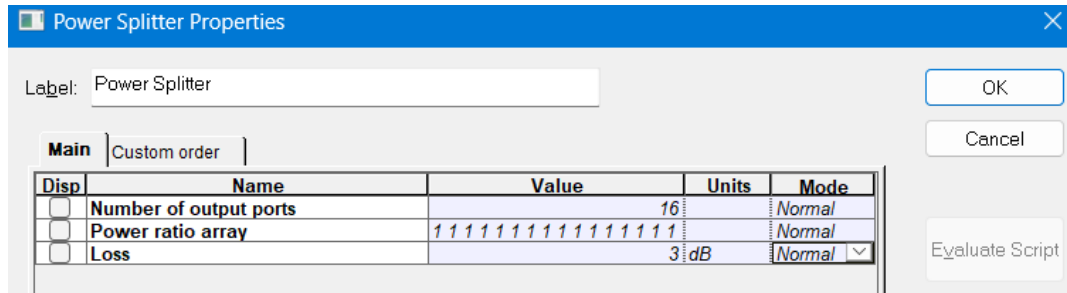 Power Splitter Properties
Label: Power Splitter
OK
Cancel
Main Custom order
Disp Name Value Units Mode
Number of output ports 16 Normal
Power ratio array 1 1 1 1 1 1 1 1 1 1 1 1 1 1 1 1 Normal
Loss 3 dB Normal
Evaluate Script